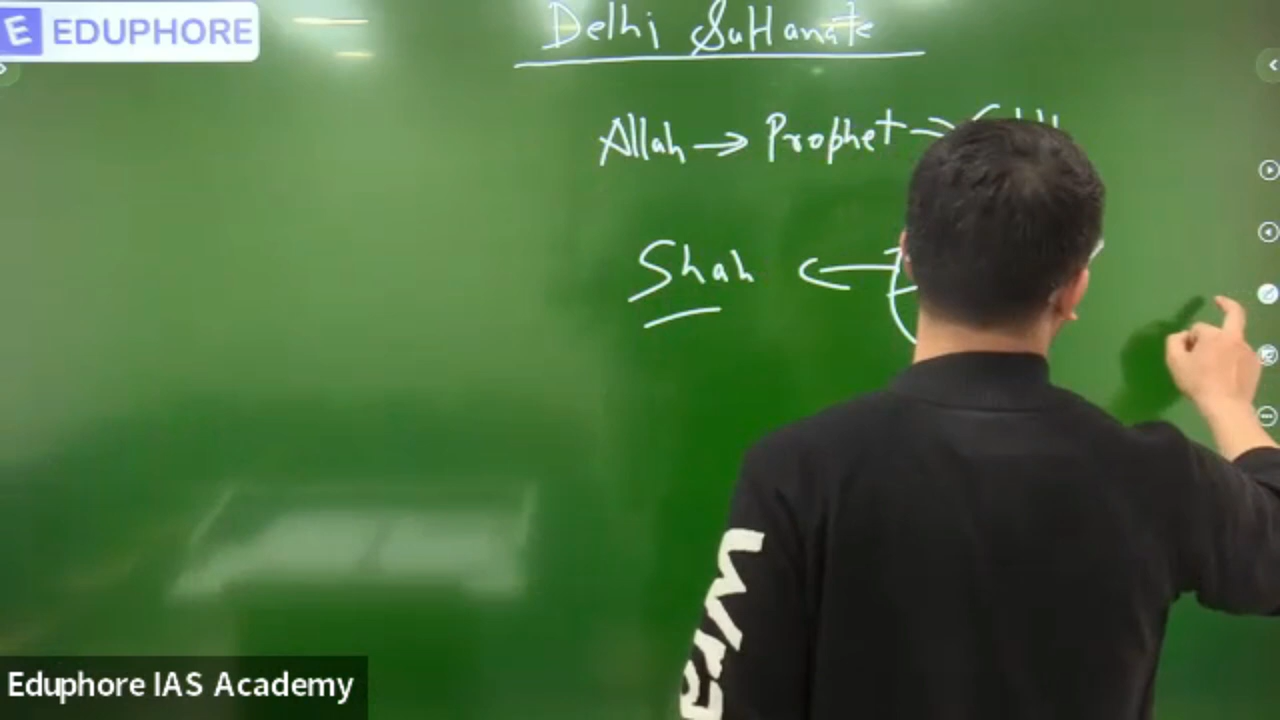 EDUPHORE
Delhi Sultanate
Allah → Prophet →
Shah ←
Eduphore IAS Academy